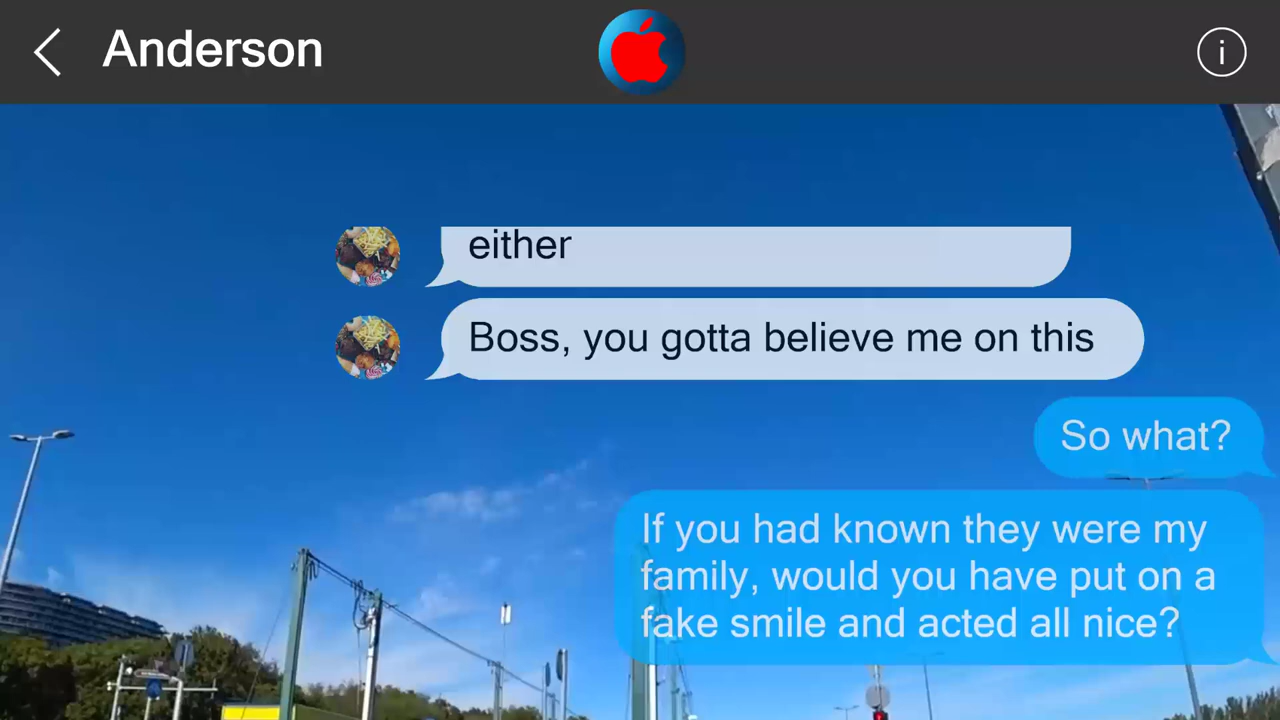 Anderson
i
either
Boss, you gotta believe me on this
So what?
If you had known they were my
family, would you have put on a
fake smile and acted all nice?